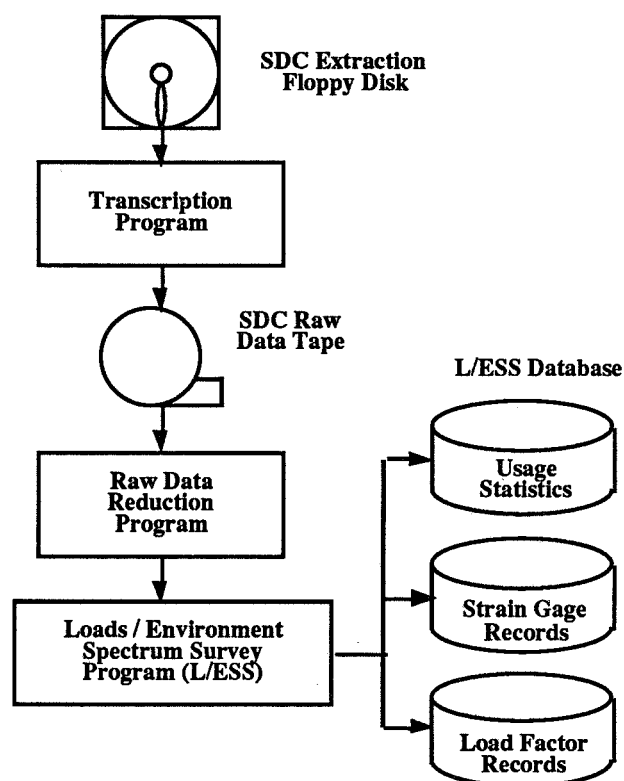 SDC Extraction
Floppy Disk
Transcription
Program
SDC Raw
Data Tape
L/ESS Database
Raw Data
Reduction
Program
Usage
Statistics
Strain Gage
Records
Loads / Environment
Spectrum Survey
Program (L/ESS)
Load Factor
Records